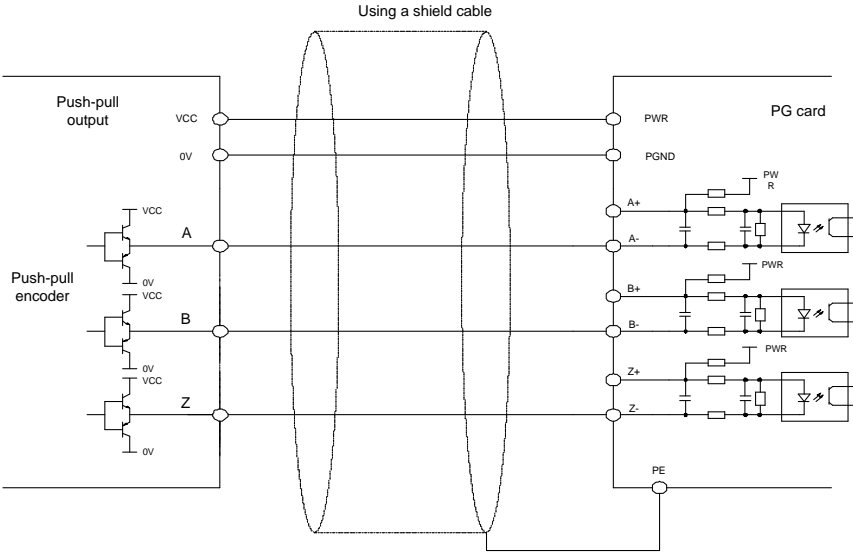 Using a shield cable
Push-pull
output
VCC
PWR
PG card
0V
PGND
PW
R
A+
VCC
A
A-
0V
Push-pull
encoder
PWR
VCC
B+
B
B-
0V
PWR
VCC
Z+
Z
Z-
0V
PE